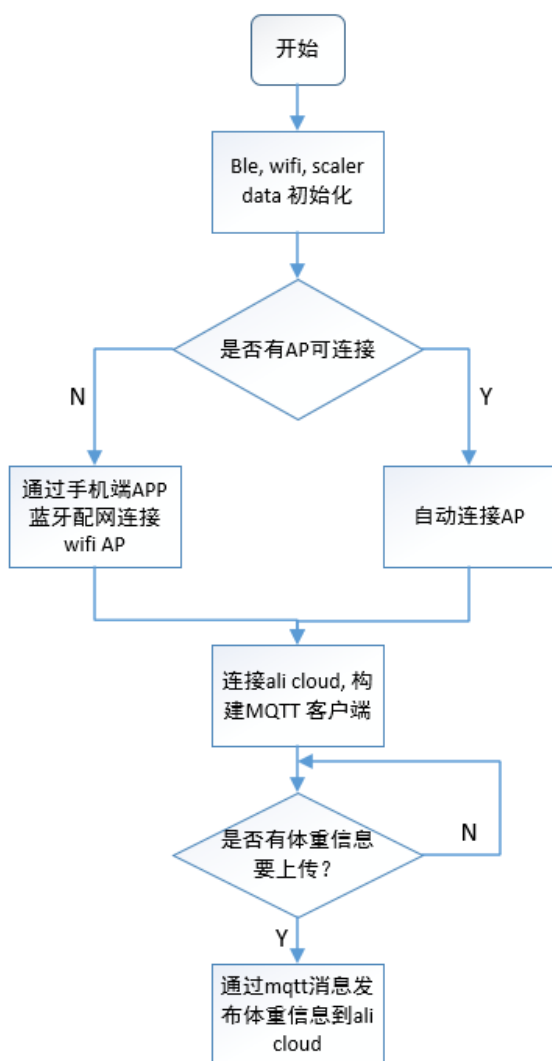 开始
Ble, wifi, scaler
data 初始化
是否有AP可连接
N
Y
通过手机端APP
蓝牙配网连接
wifi AP
自动连接AP
连接ali cloud, 构
建MQTT 客户端
是否有体重信息
要上传?
N
Y
通过mqtt消息发
布体重信息到ali
cloud